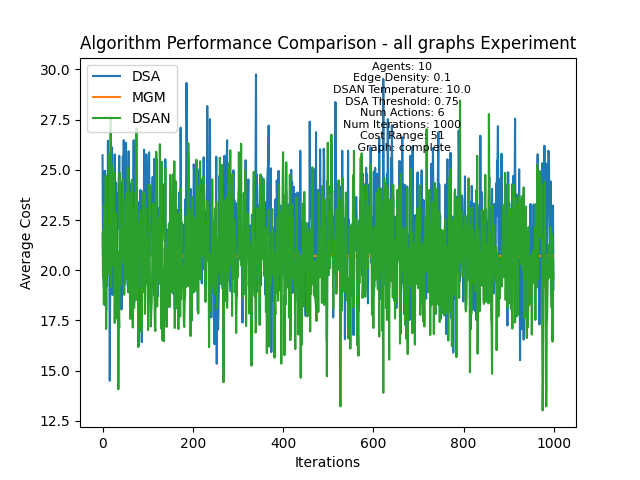 Algorithm Performance Comparison - all graphs Experiment
DSA
MGM
DSAN
Agents: 10
Edge Density: 0.1
DSAN Temperature: 10.0
DSA Threshold: 0.75
Num Actions: 6
Num Iterations: 1000
Cost Range: 51
Graph: complete
30.0
27.5
25.0
22.5
20.0
17.5
15.0
12.5
Average Cost
0
200
400
600
800
1000
Iterations